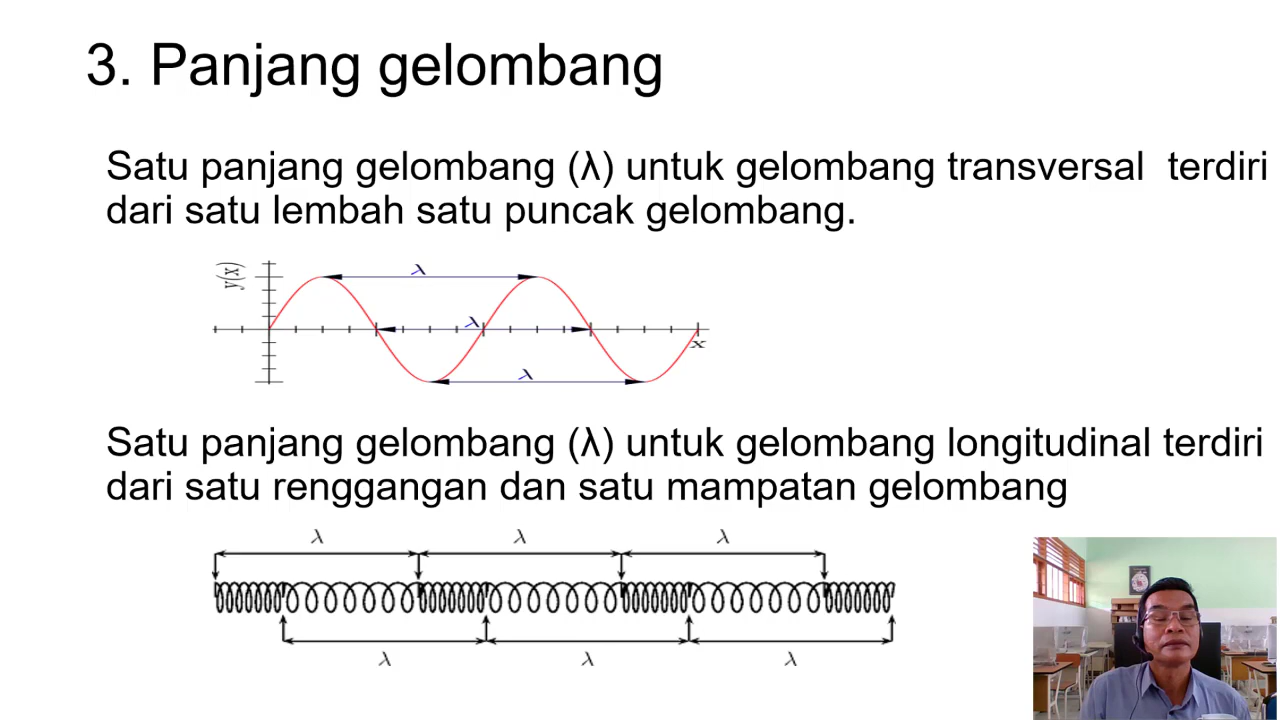 3. Panjang gelombang
Satu panjang gelombang (λ) untuk gelombang transversal terdiri
dari satu lembah satu puncak gelombang.
y(x)
λ
λ
x
λ
Satu panjang gelombang (λ) untuk gelombang longitudinal terdiri
dari satu renggangan dan satu mampatan gelombang
λ λ λ
λ λ λ